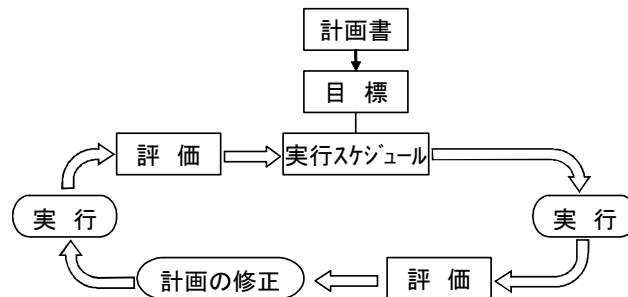 計画書
目 標
評 価
実行スケジュール
実 行
実 行
計画の修正
評 価